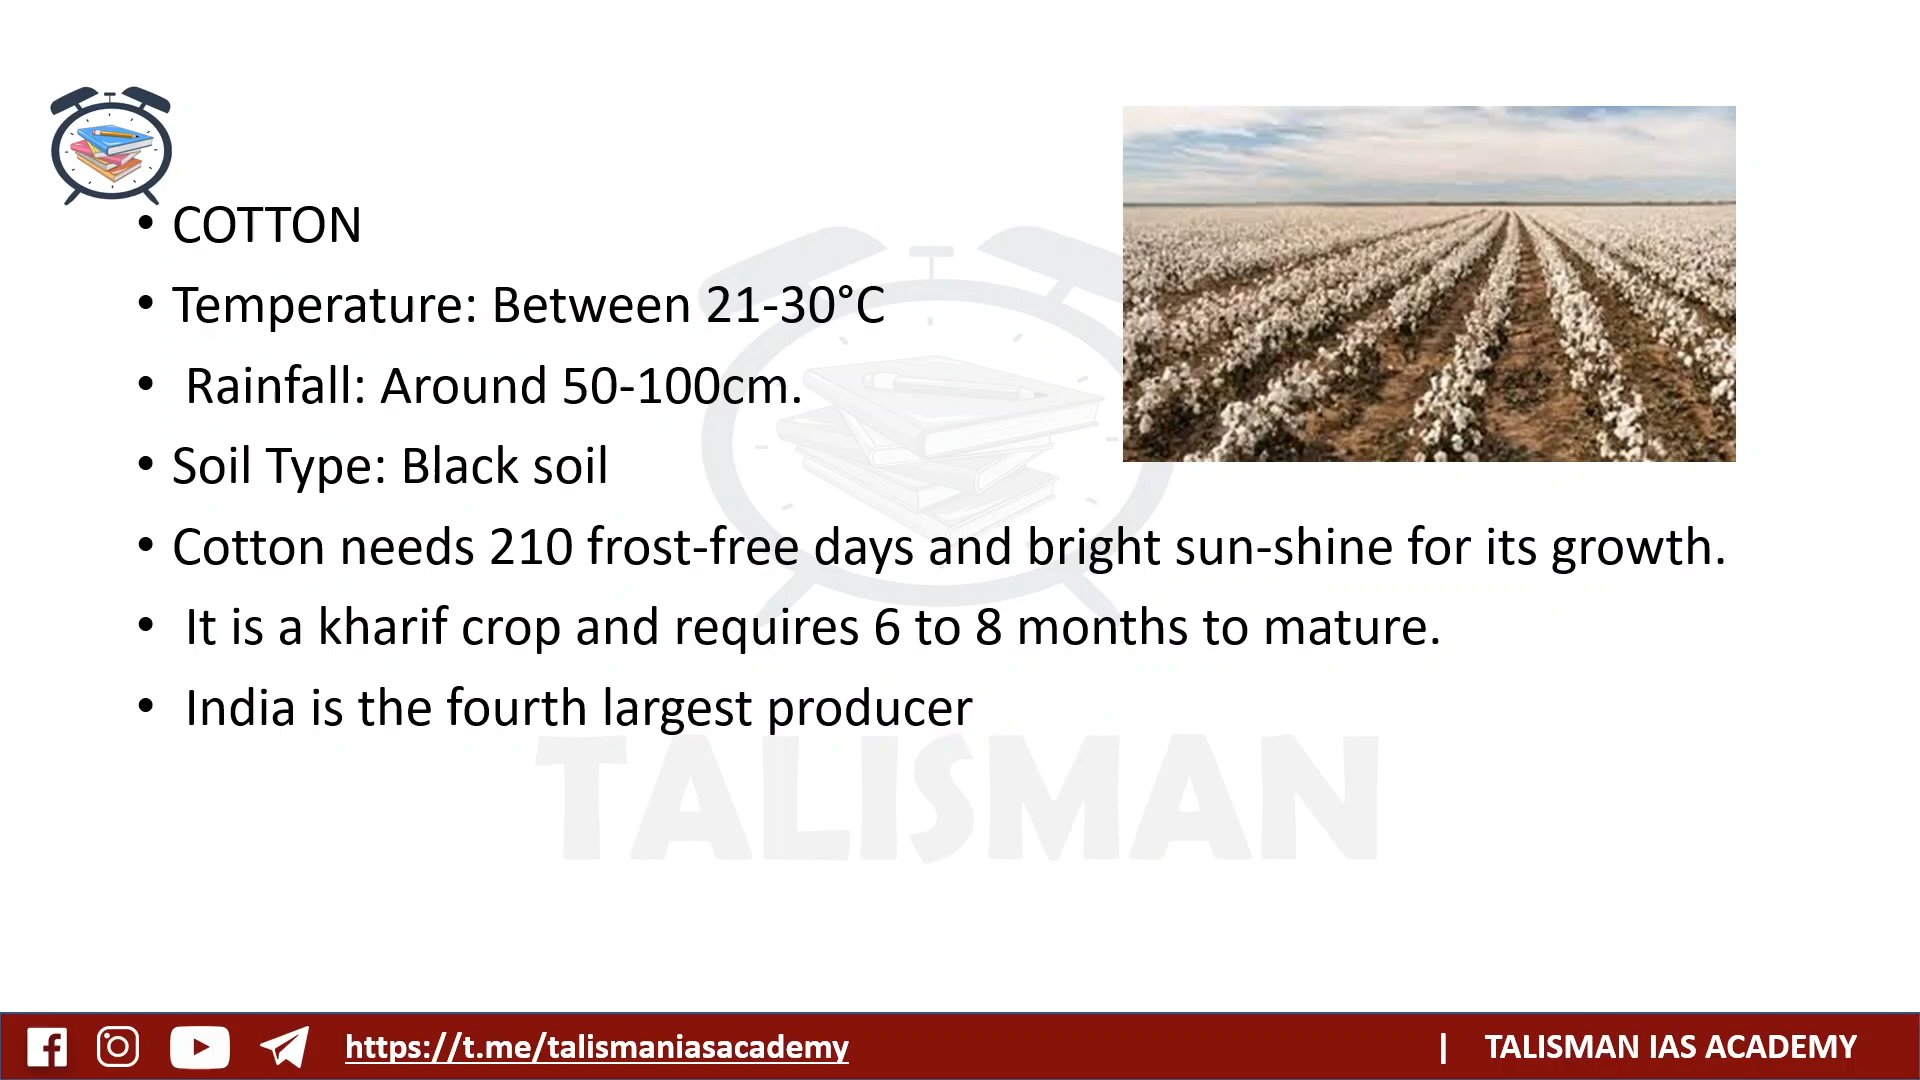 • COTTON
• Temperature: Between 21-30°C
• Rainfall: Around 50-100cm.
• Soil Type: Black soil
• Cotton needs 210 frost-free days and bright sun-shine for its growth.
• It is a kharif crop and requires 6 to 8 months to mature.
• India is the fourth largest producer
TALISMAN
https://t.me/talismaniasacademy | TALISMAN IAS ACADEMY